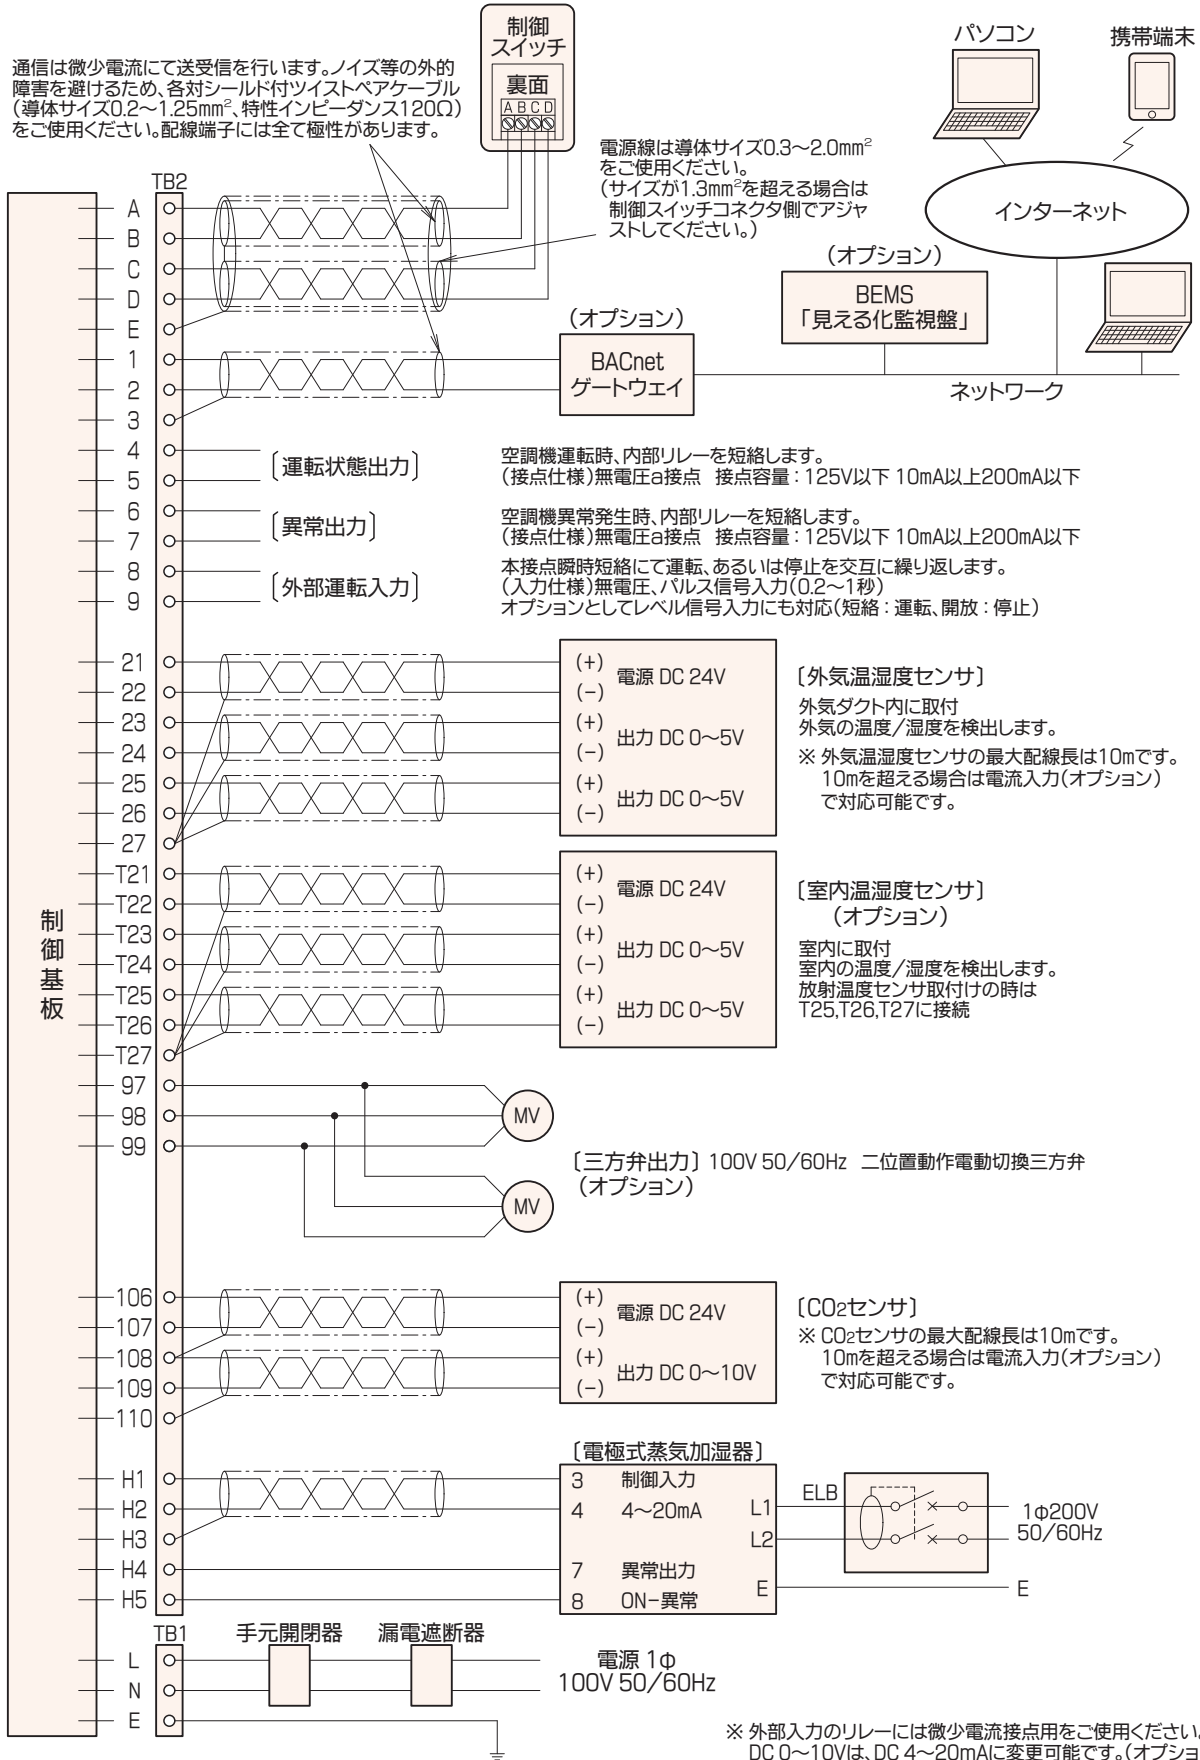 制御
スイッチ
裏面
A B C D
通信は微少電流にて送受信を行います。ノイズ等の外的
障害を避けるため、各対シールド付ツイストペアケーブル
(導体サイズ0.2〜1.25mm²、特性インピーダンス120Ω)
をご使用ください。配線端子には全て極性があります。
電源線は導体サイズ0.3〜2.0mm²
をご使用ください。
(サイズが1.3mm²を超える場合は
制御スイッチコネクタ側でアジャ
ストしてください。)
パソコン
携帯端末
インターネット
(オプション)
BEMS
「見える化監視盤」
(オプション)
BACnet
ゲートウェイ
ネットワーク
制御基板
TB2
A
B
C
D
E
1
2
3
4
5
〔運転状態出力〕
空調機運転時、内部リレーを短絡します。
(接点仕様)無電圧a接点 接点容量:125V以下 10mA以上200mA以下
6
7
〔異常出力〕
空調機異常発生時、内部リレーを短絡します。
(接点仕様)無電圧a接点 接点容量:125V以下 10mA以上200mA以下
8
9
〔外部運転入力〕
本接点瞬時短絡にて運転、あるいは停止を交互に繰り返します。
(入力仕様)無電圧、パルス信号入力(0.2〜1秒)
オプションとしてレベル信号入力にも対応(短絡:運転、開放:停止)
21
22
23
24
25
26
27
(+)
電源 DC 24V
(−)
(+)
出力 DC 0〜5V
(−)
(+)
出力 DC 0〜5V
(−)
〔外気温湿度センサ〕
外気ダクト内に取付
外気の温度/湿度を検出します。
※ 外気温湿度センサの最大配線長は10mです。
10mを超える場合は電流入力(オプション)
で対応可能です。
T21
T22
T23
T24
T25
T26
T27
(+)
電源 DC 24V
(−)
(+)
出力 DC 0〜5V
(−)
(+)
出力 DC 0〜5V
(−)
〔室内温湿度センサ〕
(オプション)
室内に取付
室内の温度/湿度を検出します。
放射温度センサ取付けの時は
T25,T26,T27に接続
97
98
99
MV
MV
〔三方弁出力〕 100V 50/60Hz 二位置動作電動切換三方弁
(オプション)
106
107
108
109
110
(+)
電源 DC 24V
(−)
(+)
出力 DC 0〜10V
(−)
〔CO₂センサ〕
※ CO₂センサの最大配線長は10mです。
10mを超える場合は電流入力(オプション)
で対応可能です。
H1
H2
H3
H4
H5
〔電極式蒸気加湿器〕
3 制御入力
4 4〜20mA
7 異常出力
8 ON−異常
L1
L2
E
ELB
1φ200V
50/60Hz
E
TB1
L
N
E
手元開閉器
漏電遮断器
電源 1φ
100V 50/60Hz
※ 外部入力のリレーには微少電流接点用をご使用ください。
DC 0〜10Vは、DC 4〜20mAに変更可能です。(オプショ